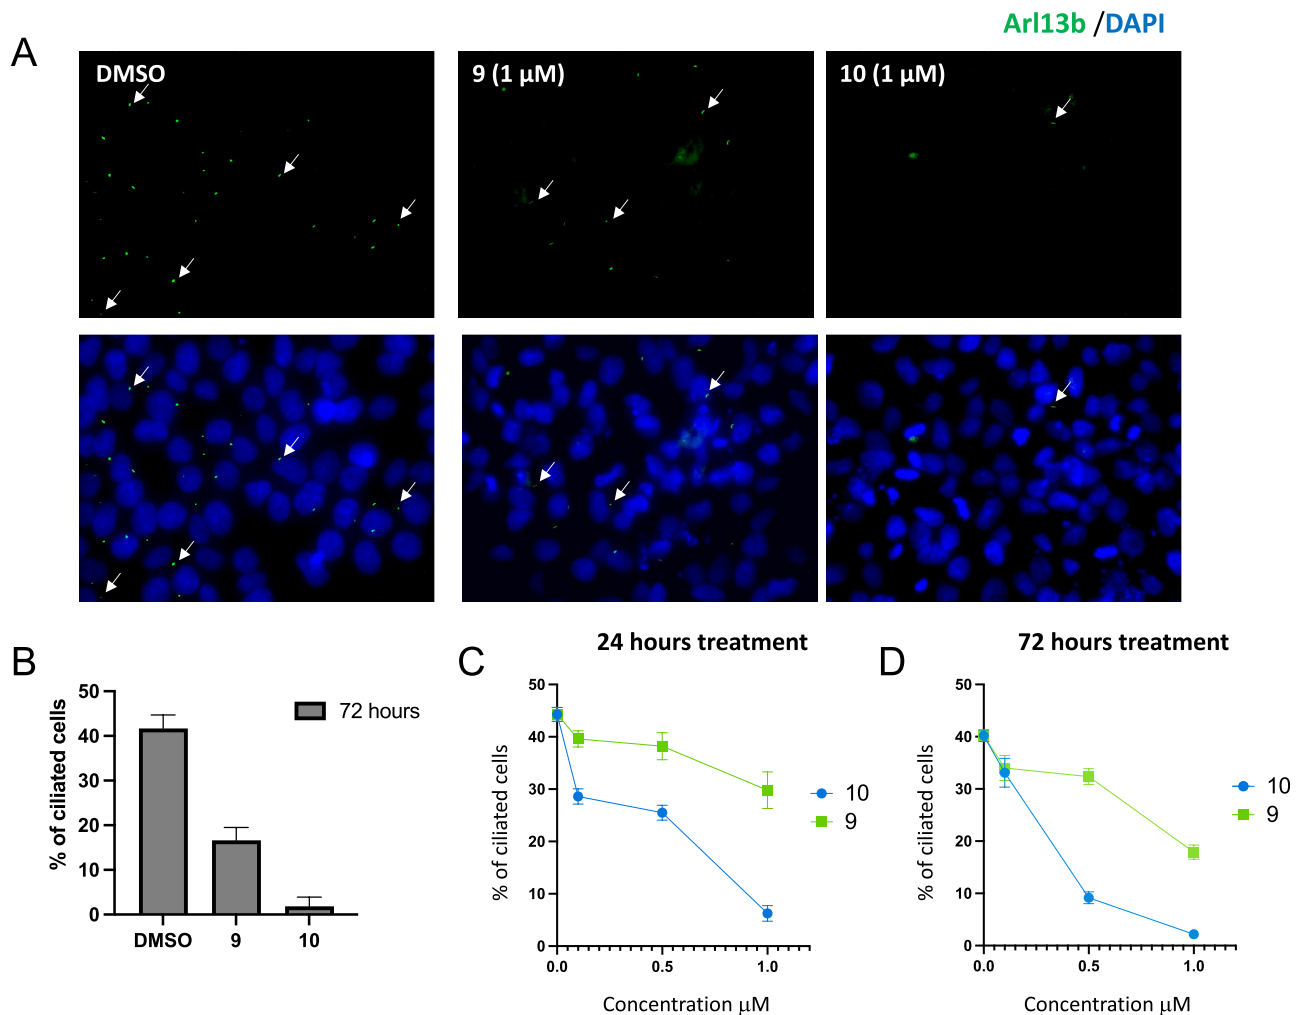 Arl13b /DAPI
A
DMSO
9 (1 μM)
10 (1 μM)
B
% of ciliated cells
50
40
30
20
10
0
DMSO
9
10
72 hours
C
24 hours treatment
% of ciliated cells
50
40
30
20
10
0
0.0
0.5
1.0
Concentration μM
10
9
D
72 hours treatment
% of ciliated cells
50
40
30
20
10
0
0.0
0.5
1.0
Concentration μM
10
9